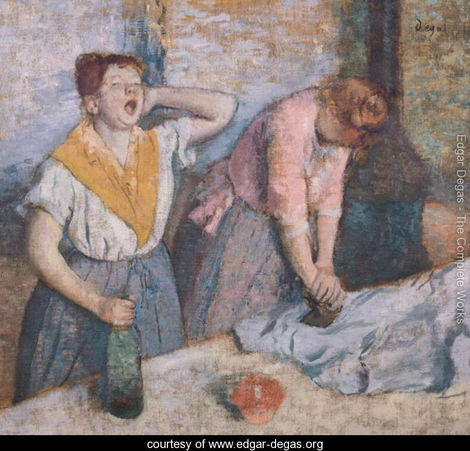 Degas
Edgar Degas - The Complete Works
courtesy of www.edgar-degas.org